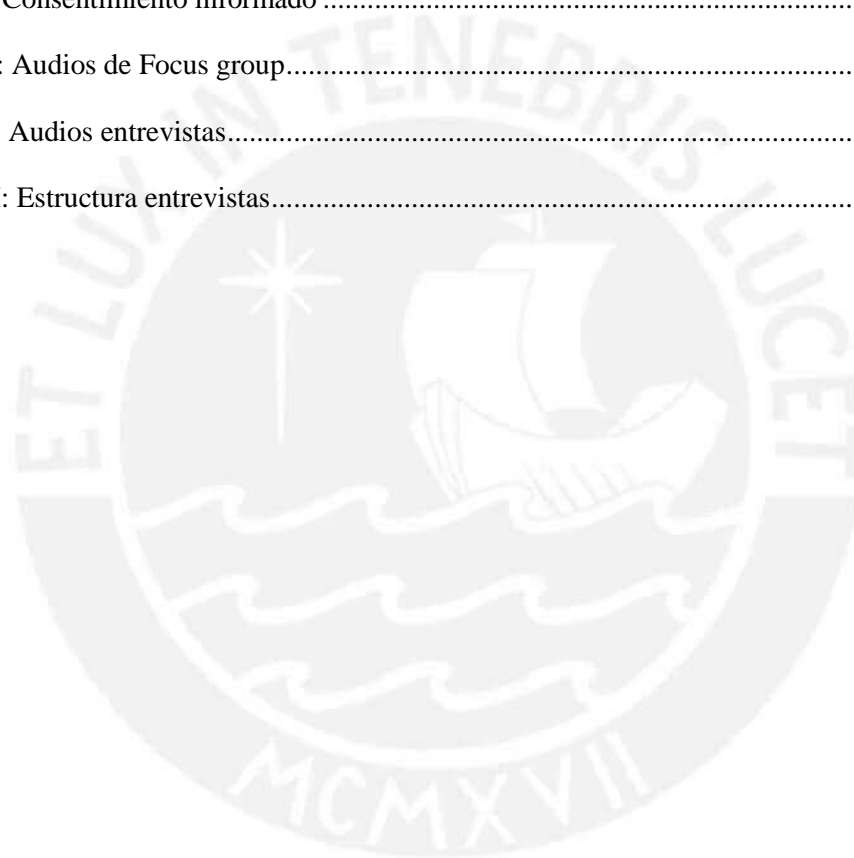 Consentimiento informado ..........................................................................................
: Audios de Focus group..............................................................................................
Audios entrevistas......................................................................................................
: Estructura entrevistas................................................................................................
ET LUX IN TENEBRIS LUCET
MCMXVII